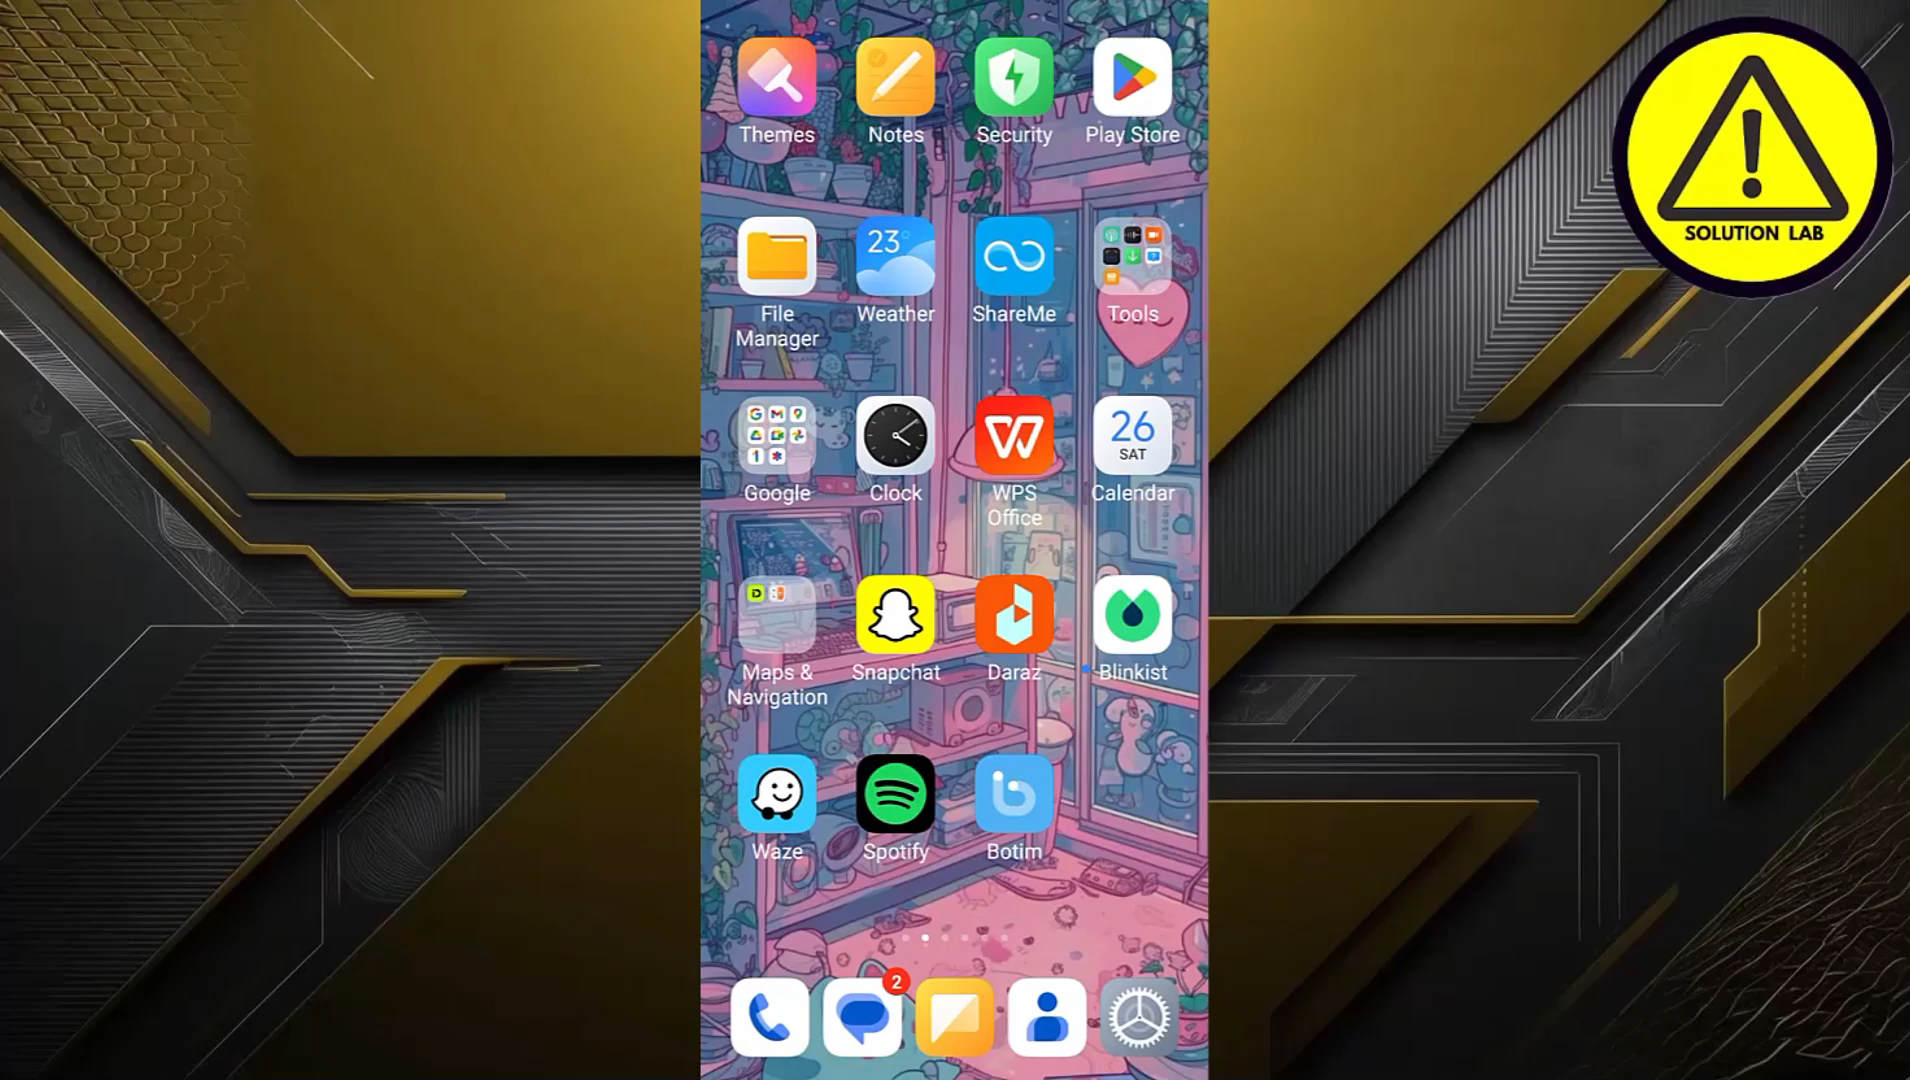 Themes
Notes
Security
Play Store
SOLUTION LAB
23°
File
Manager
Weather
ShareMe
Tools
26
SAT
Google
Clock
WPS
Office
Calendar
Maps &
Navigation
Snapchat
Daraz
Blinkist
Waze
Spotify
Botim
2